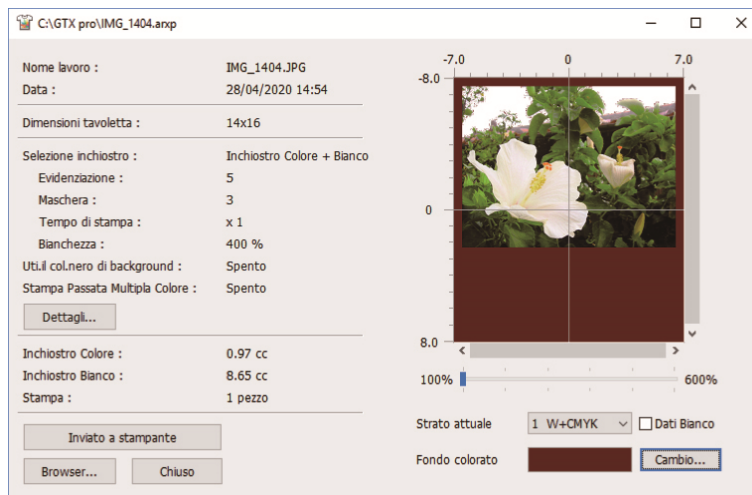 C:\GTX pro\IMG_1404.arxp
Nome lavoro : IMG_1404.JPG
Data : 28/04/2020 14:54
Dimensioni tavoletta : 14x16
Selezione inchiostro : Inchiostro Colore + Bianco
Evidenziazione : 5
Maschera : 3
Tempo di stampa : x 1
Bianchezza : 400 %
Uti.il col.nero di background : Spento
Stampa Passata Multipla Colore : Spento
Dettagli...
Inchiostro Colore : 0.97 cc
Inchiostro Bianco : 8.65 cc
Stampa : 1 pezzo
Inviato a stampante
Browser... Chiuso
-7.0 0 7.0
-8.0
0
8.0
100% 600%
Strato attuale 1 W+CMYK Dati Bianco
Fondo colorato Cambio...